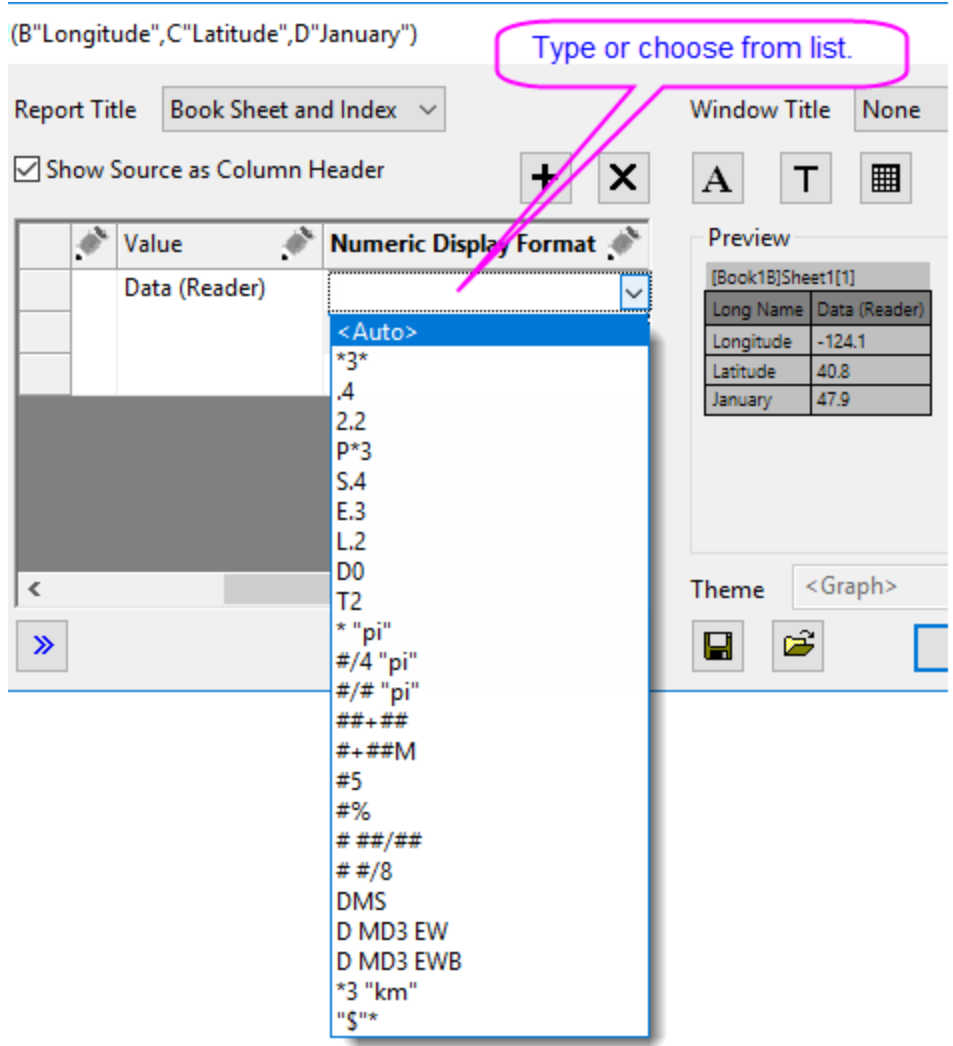 (B"Longitude",C"Latitude",D"January")
Type or choose from list.
Report Title Book Sheet and Index
Window Title None
Show Source as Column Header
A T
Value Numeric Display Format
Data (Reader)
<Auto>
*3*
.4
2.2
P*3
S.4
E.3
L.2
D0
T2
* "pi"
#/4 "pi"
#/# "pi"
##+##
#+##M
#5
#%
# ##/##
# #/8
DMS
D MD3 EW
D MD3 EWB
*3 "km"
"$"*
Preview
[Book1B]Sheet1[1]
Long Name Data (Reader)
Longitude -124.1
Latitude 40.8
January 47.9
Theme <Graph>